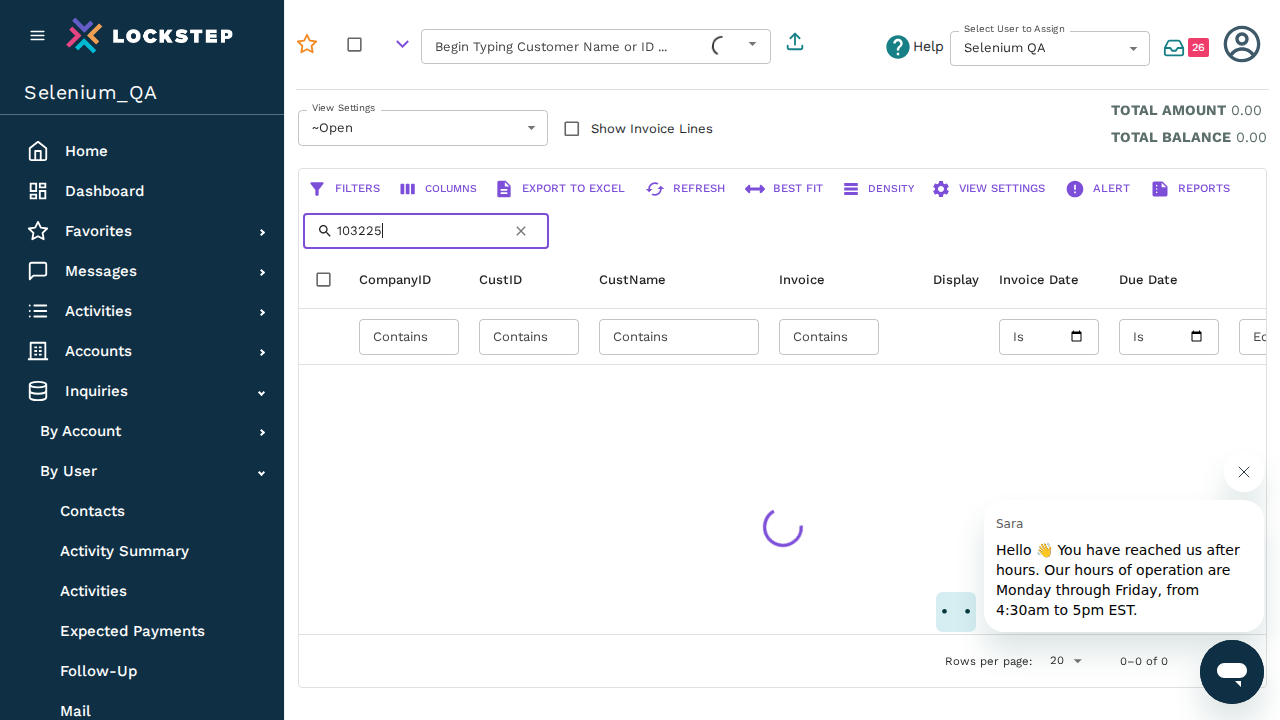 LOCKSTEP
Selenium_QA
Home
Dashboard
Favorites
Messages
Activities
Accounts
Inquiries
By Account
By User
Contacts
Activity Summary
Activities
Expected Payments
Follow-Up
Mail
Begin Typing Customer Name or ID ...
Help
Select User to Assign
Selenium QA
26
View Settings
~Open
Show Invoice Lines
TOTAL AMOUNT 0.00
TOTAL BALANCE 0.00
FILTERS COLUMNS EXPORT TO EXCEL REFRESH BEST FIT DENSITY VIEW SETTINGS ALERT REPORTS
103225
CompanyID CustID CustName Invoice Display Invoice Date Due Date
Contains Contains Contains Contains Is Is Ec
Sara
Hello 👋 You have reached us after
hours. Our hours of operation are
Monday through Friday, from
4:30am to 5pm EST.
Rows per page: 20 0–0 of 0